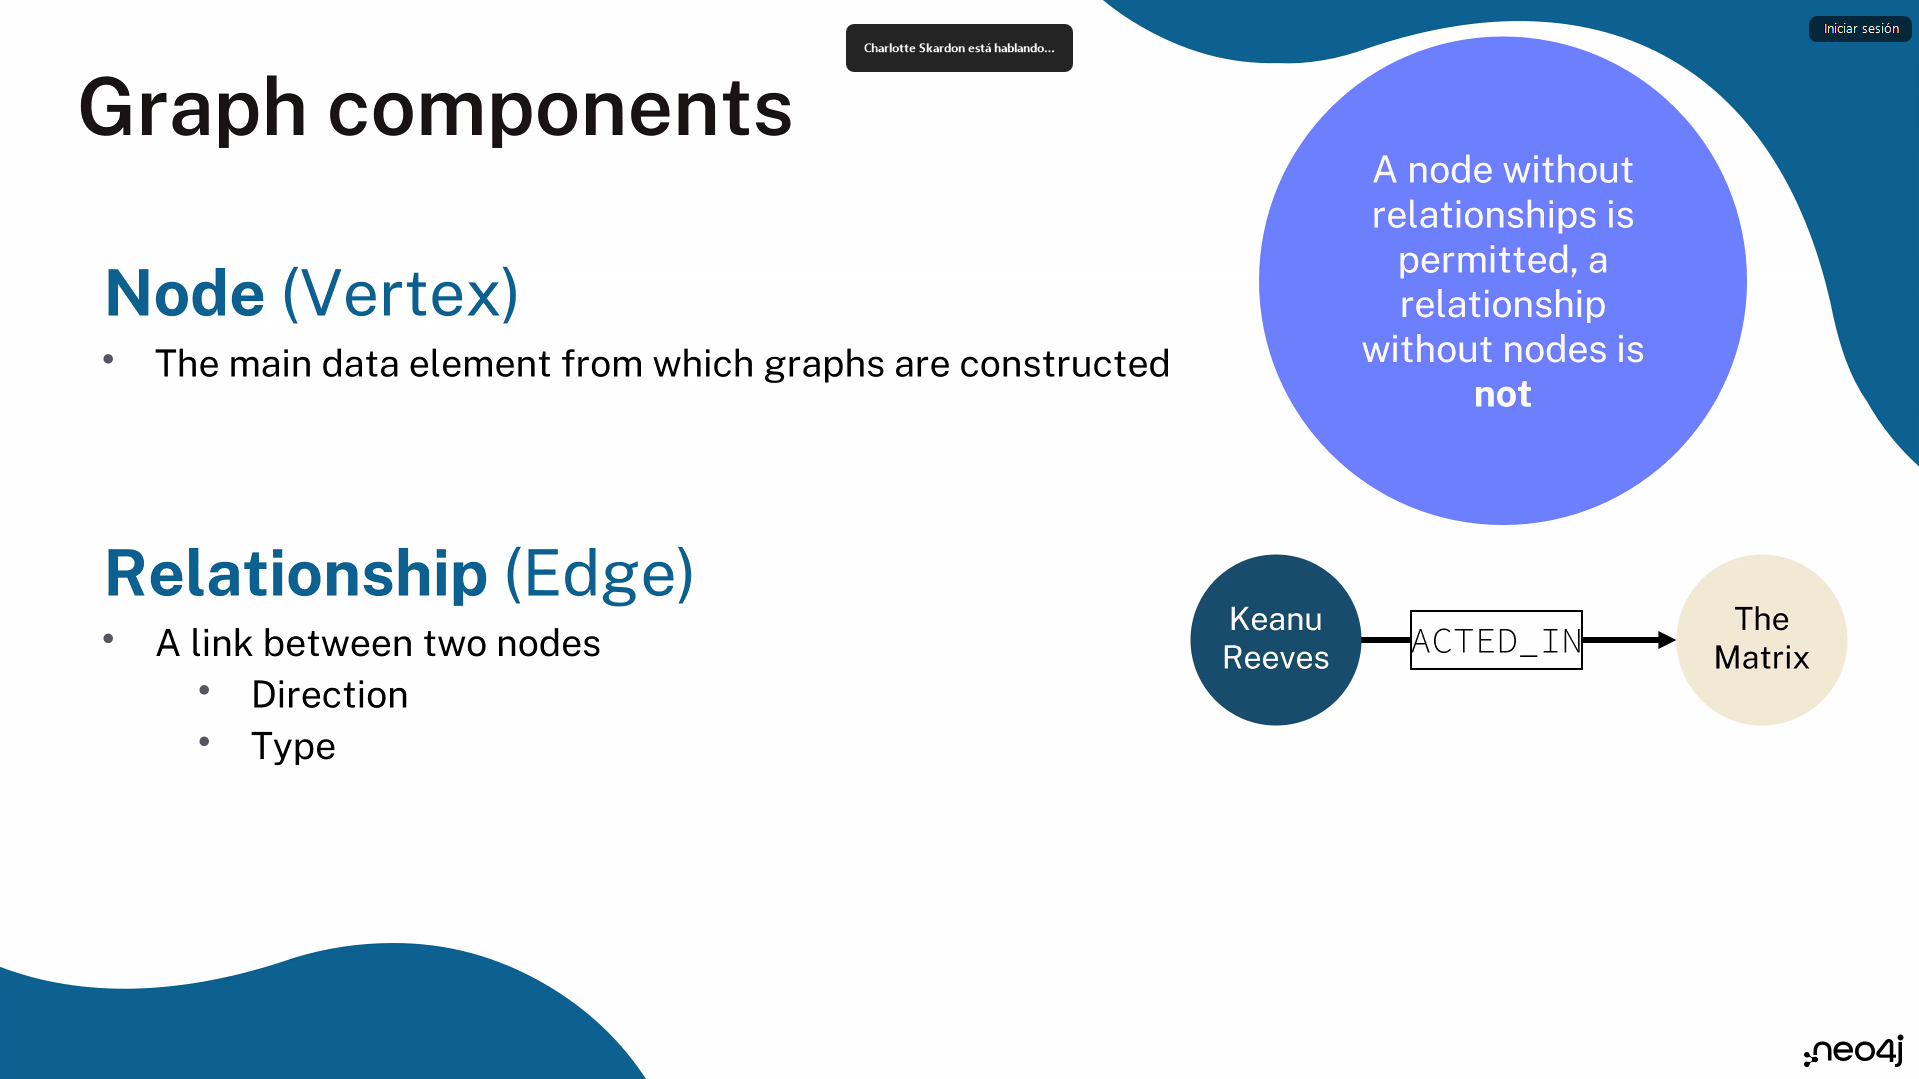 Charlotte Skardon está hablando...
Iniciar sesión
Graph components
A node without
relationships is
permitted, a
relationship
without nodes is
not
Node (Vertex)
• The main data element from which graphs are constructed
Relationship (Edge)
• A link between two nodes
• Direction
• Type
Keanu
Reeves
ACTED_IN
The
Matrix
neo4j